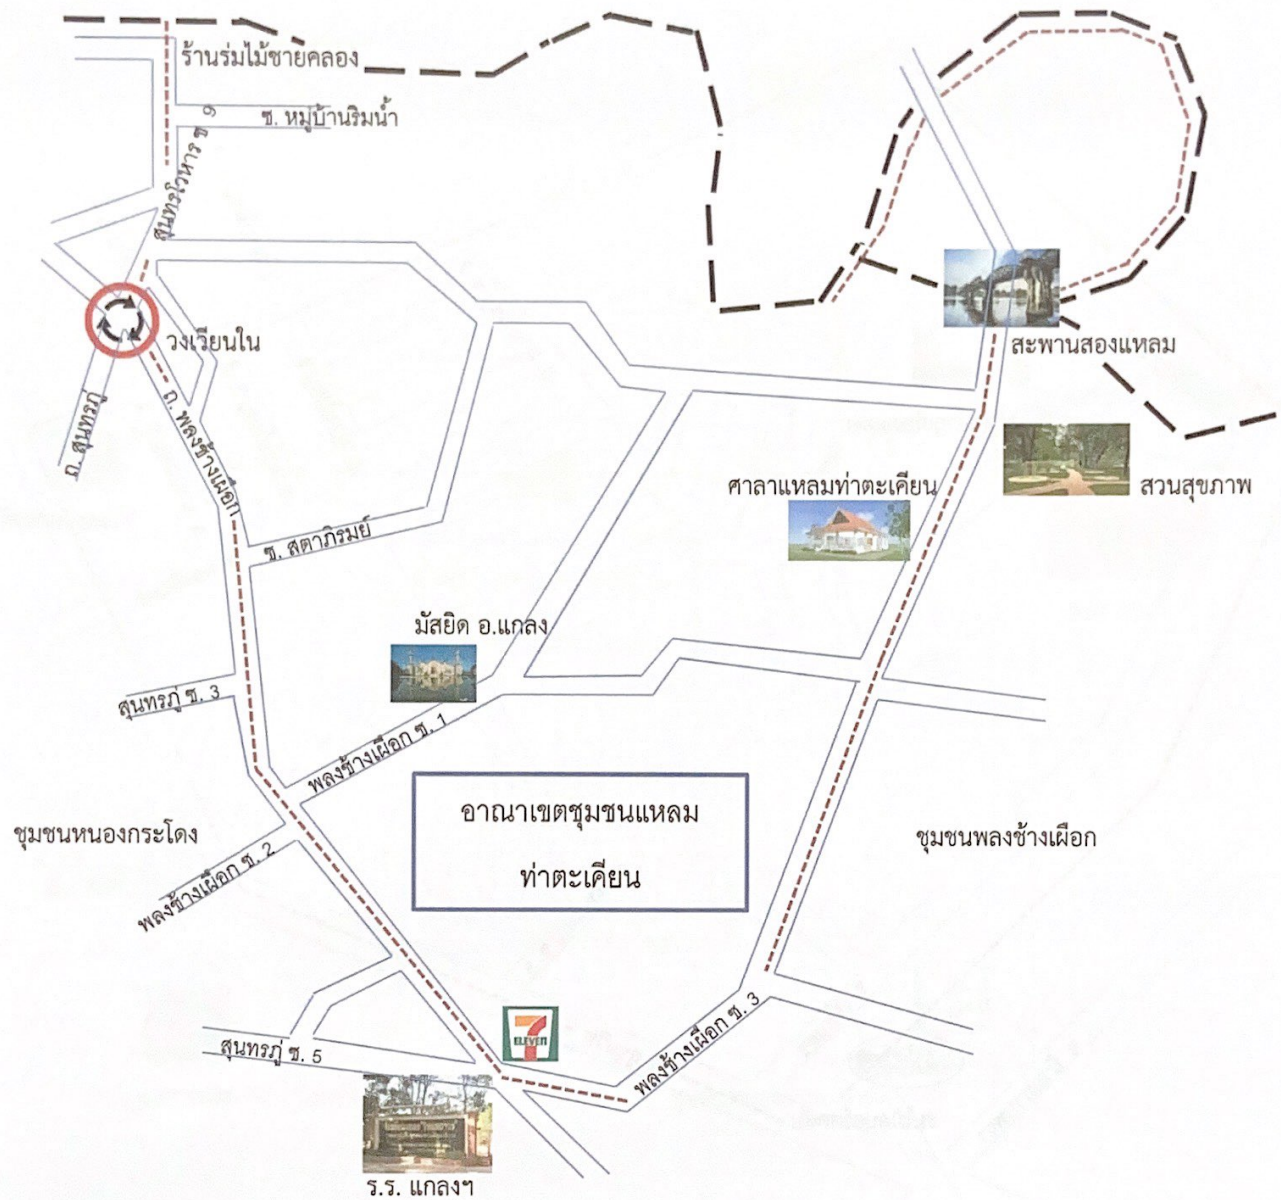 ร้านร่มไม้ชายคลอง
ซ. หมู่บ้านริมน้ำ
สุนทรโวหาร ซ. 9
วงเวียนใน
สะพานสองแหลม
ถ. สุนทรภู่
ถ. พลงช้างเผือก
ศาลาแหลมท่าตะเคียน
สวนสุขภาพ
ซ. สตาภิรมย์
มัสยิด อ.แกลง
สุนทรภู่ ซ. 3
พลงช้างเผือก ซ. 1
อาณาเขตชุมชนแหลม
ท่าตะเคียน
ชุมชนหนองกระโดง
ชุมชนพลงช้างเผือก
พลงช้างเผือก ซ. 2
7
ELEVEN
สุนทรภู่ ซ. 5
พลงช้างเผือก ซ. 3
ร.ร. แกลงฯ